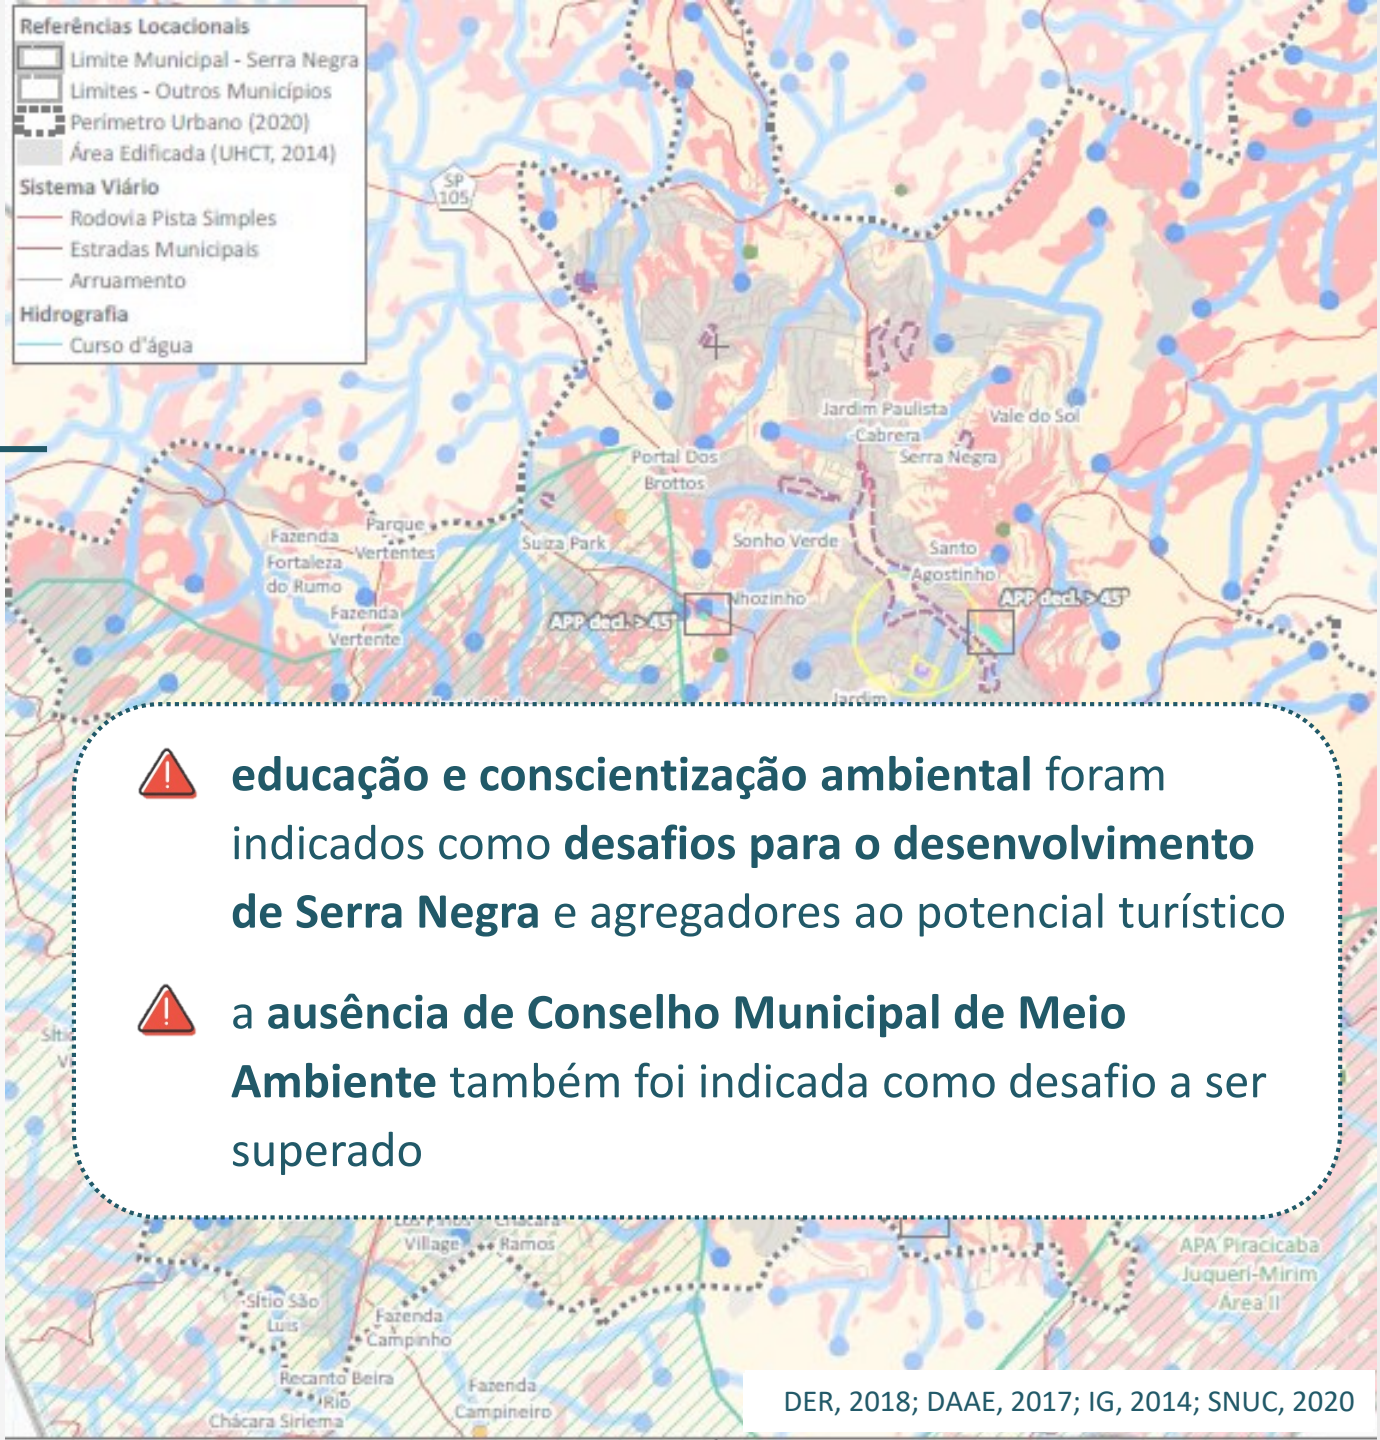 Referências Locacionais
Limite Municipal - Serra Negra
Limites - Outros Municípios
Perímetro Urbano (2020)
Área Edificada (UHCT, 2014)
Sistema Viário
Rodovia Pista Simples
Estradas Municipais
Arruamento
Hidrografia
Curso d'água
SP
105
Jardim Paulista
Cabrera
Vale do Sol
Serra Negra
Portal Dos
Brottos
Parque
Vertentes
Fazenda
Fortaleza
do Rumo
Fazenda
Vertente
Suiza Park
Sonho Verde
Santo
Agostinho
Nhozinho
APP decl. > 45°
APP decl. > 45°
Jardim
educação e conscientização ambiental foram
indicados como desafios para o desenvolvimento
de Serra Negra e agregadores ao potencial turístico
a ausência de Conselho Municipal de Meio
Ambiente também foi indicada como desafio a ser
superado
Village
Ramos
Sítio São
Luis
Fazenda
Campinho
Recanto Beira
Rio
Chácara Siriema
Fazenda
Campineiro
APA Piracicaba
Juqueri-Mirim
Área II
DER, 2018; DAAE, 2017; IG, 2014; SNUC, 2020